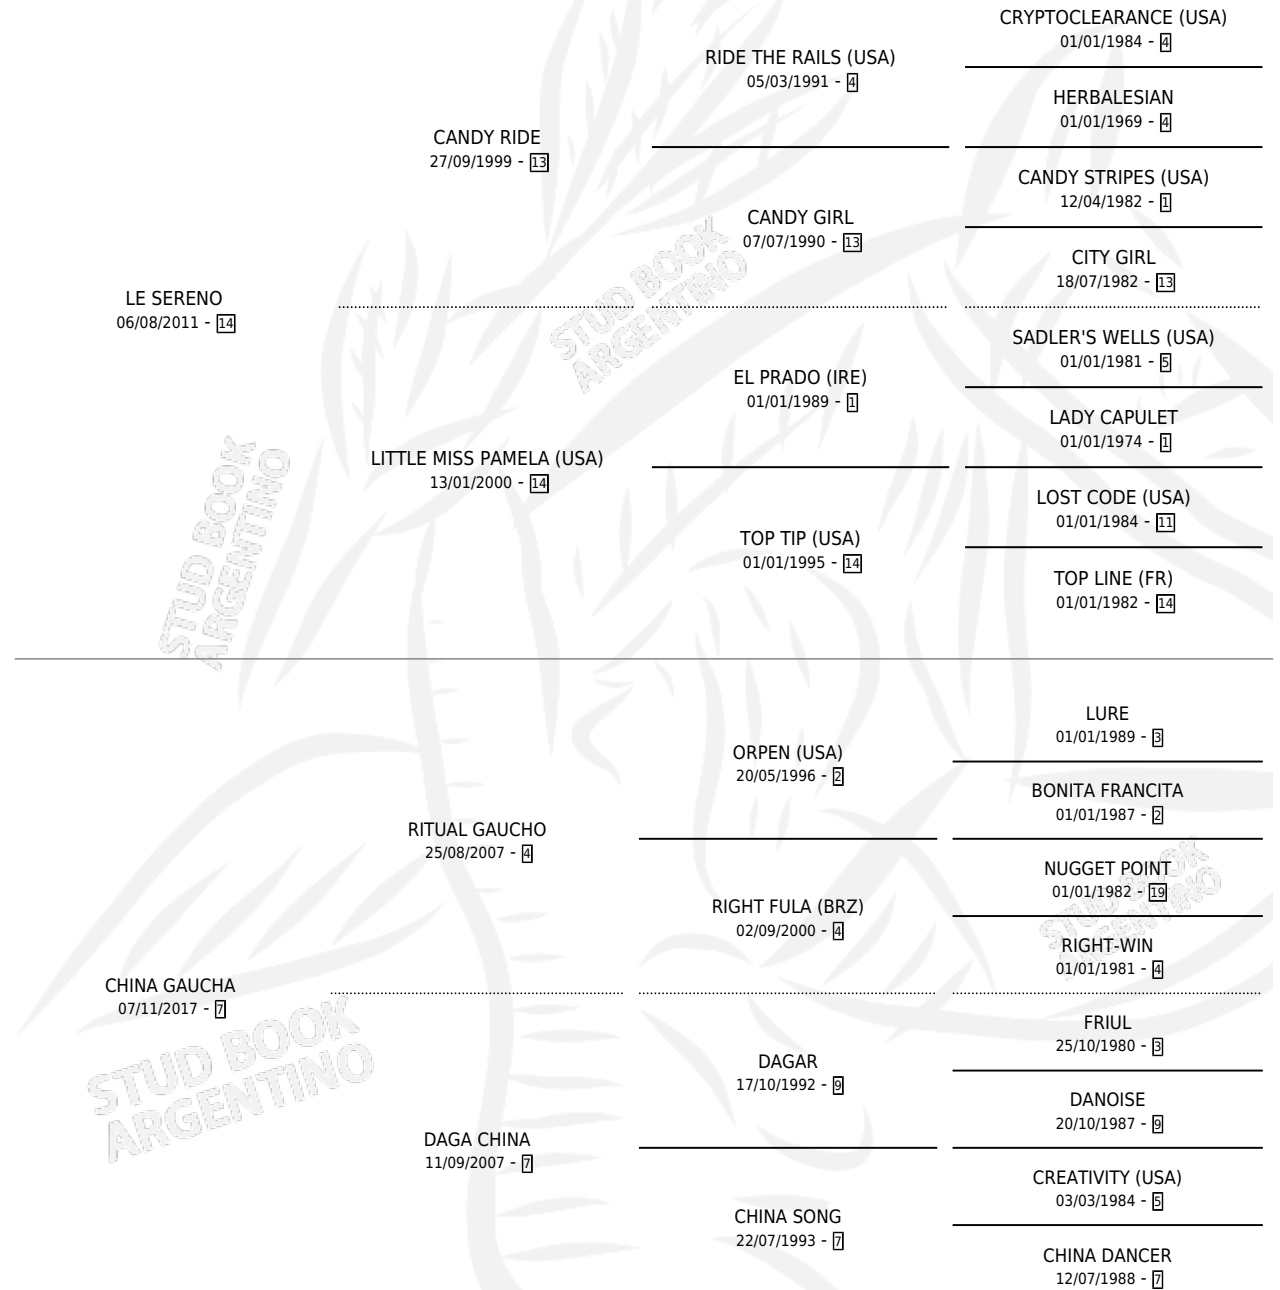 CRYPTOCLEARANCE (USA)
01/01/1984 - 4
RIDE THE RAILS (USA)
05/03/1991 - 4
HERBALESIAN
01/01/1969 - 4
CANDY RIDE
27/09/1999 - 13
CANDY STRIPES (USA)
12/04/1982 - 1
CANDY GIRL
07/07/1990 - 13
CITY GIRL
18/07/1982 - 13
LE SERENO
06/08/2011 - 14
STUD BOOK
ARGENTINO
SADLER'S WELLS (USA)
01/01/1981 - 5
EL PRADO (IRE)
01/01/1989 - 1
LADY CAPULET
01/01/1974 - 1
LITTLE MISS PAMELA (USA)
13/01/2000 - 14
LOST CODE (USA)
01/01/1984 - 11
TOP TIP (USA)
01/01/1995 - 14
TOP LINE (FR)
01/01/1982 - 14
STUD BOOK
ARGENTINO
LURE
01/01/1989 - 3
ORPEN (USA)
20/05/1996 - 2
BONITA FRANCITA
01/01/1987 - 2
RITUAL GAUCHO
25/08/2007 - 4
NUGGET POINT
01/01/1982 - 19
RIGHT FULA (BRZ)
02/09/2000 - 4
STUD BOOK
ARGENTINO
RIGHT-WIN
01/01/1981 - 4
CHINA GAUCHA
07/11/2017 - 7
STUD BOOK
ARGENTINO
FRIUL
25/10/1980 - 3
DAGAR
17/10/1992 - 9
DANOISE
20/10/1987 - 9
DAGA CHINA
11/09/2007 - 7
CREATIVITY (USA)
03/03/1984 - 5
CHINA SONG
22/07/1993 - 7
CHINA DANCER
12/07/1988 - 7